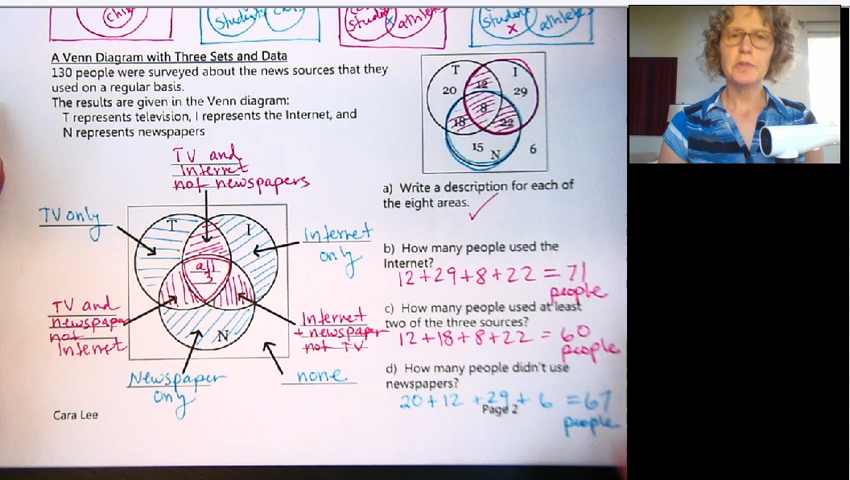 chi
student
student athlete
student athlete
x
A Venn Diagram with Three Sets and Data
130 people were surveyed about the news sources that they
used on a regular basis.
The results are given in the Venn diagram:
T represents television, I represents the Internet, and
N represents newspapers
T I
20 12 29
8
18 22
15 N 6
TV and
Internet
not newspapers
TV only
T I
Internet
only
all
3
TV and
newspaper
not
Internet
Internet
+ newspaper
not TV
N
Newspaper
only
none
a) Write a description for each of
the eight areas.
b) How many people used the
Internet?
12+29+8+22 = 71
people
c) How many people used at least
two of the three sources?
12+18+8+22 = 60
people
d) How many people didn't use
newspapers?
20+12+29+6 = 67
people
Cara Lee
Page 2